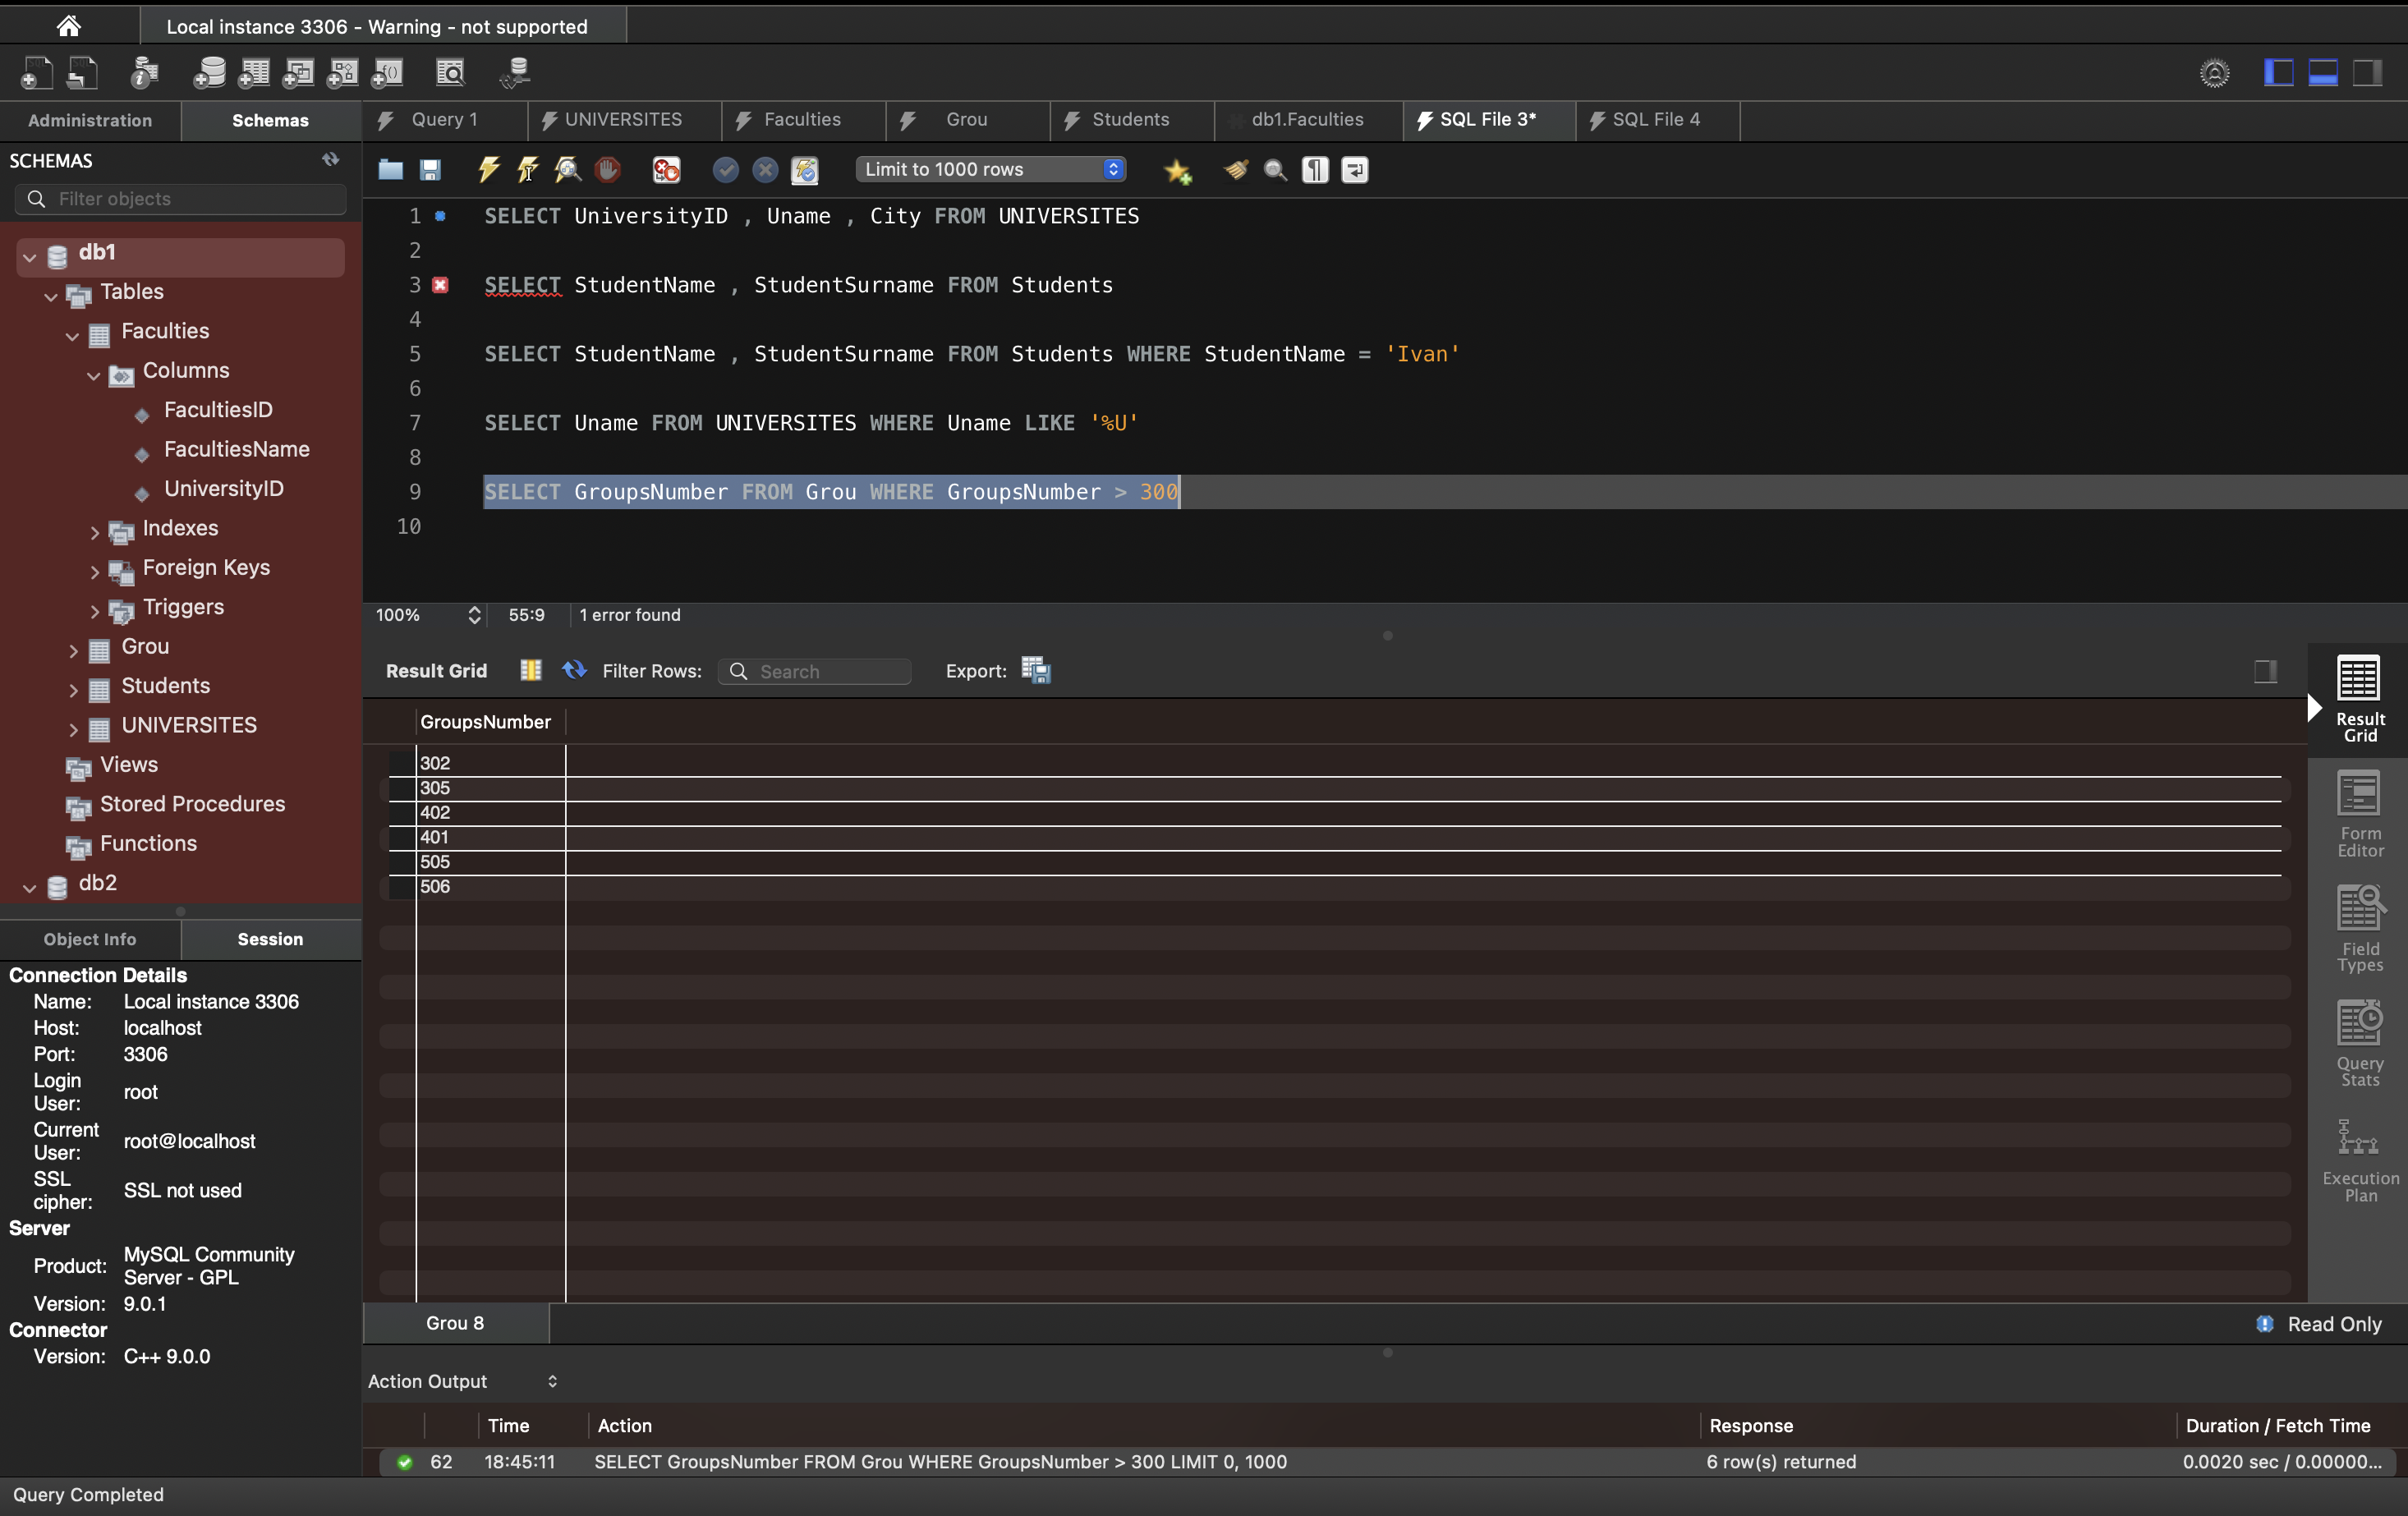 Local instance 3306 - Warning - not supported
Administration
Schemas
Query 1
UNIVERSITES
Faculties
Grou
Students
db1.Faculties
SQL File 3*
SQL File 4
SCHEMAS
Filter objects
Limit to 1000 rows
db1
Tables
Faculties
Columns
FacultiesID
FacultiesName
UniversityID
Indexes
Foreign Keys
Triggers
Grou
Students
UNIVERSITES
Views
Stored Procedures
Functions
db2
1 SELECT UniversityID , Uname , City FROM UNIVERSITES
2
3 SELECT StudentName , StudentSurname FROM Students
4
5 SELECT StudentName , StudentSurname FROM Students WHERE StudentName = 'Ivan'
6
7 SELECT Uname FROM UNIVERSITES WHERE Uname LIKE '%U'
8
9 SELECT GroupsNumber FROM Grou WHERE GroupsNumber > 300
10
100%
55:9
1 error found
Result Grid
Filter Rows:
Search
Export:
GroupsNumber
302
305
402
401
505
506
Result
Grid
Form
Editor
Field
Types
Query
Stats
Execution
Plan
Object Info
Session
Connection Details
Name: Local instance 3306
Host: localhost
Port: 3306
Login
User: root
Current
User: root@localhost
SSL
cipher: SSL not used
Server
Product: MySQL Community
Server - GPL
Version: 9.0.1
Connector
Version: C++ 9.0.0
Grou 8
Read Only
Action Output
Time
Action
Response
Duration / Fetch Time
62 18:45:11 SELECT GroupsNumber FROM Grou WHERE GroupsNumber > 300 LIMIT 0, 1000 6 row(s) returned 0.0020 sec / 0.00000...
Query Completed